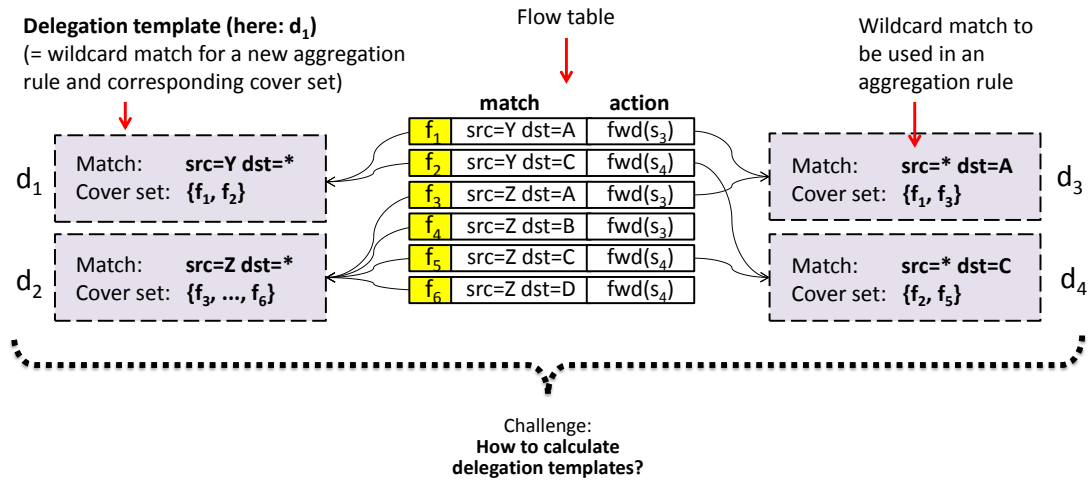 Delegation template (here: d1)
(= wildcard match for a new aggregation
rule and corresponding cover set)
Flow table
Wildcard match to
be used in an
aggregation rule
match action
f1 src=Y dst=A fwd(s3)
f2 src=Y dst=C fwd(s4)
f3 src=Z dst=A fwd(s3)
f4 src=Z dst=B fwd(s3)
f5 src=Z dst=C fwd(s4)
f6 src=Z dst=D fwd(s4)
d1
Match: src=Y dst=*
Cover set: {f1, f2}
d2
Match: src=Z dst=*
Cover set: {f3, ..., f6}
Match: src=* dst=A
Cover set: {f1, f3}
d3
Match: src=* dst=C
Cover set: {f2, f5}
d4
Challenge:
How to calculate
delegation templates?